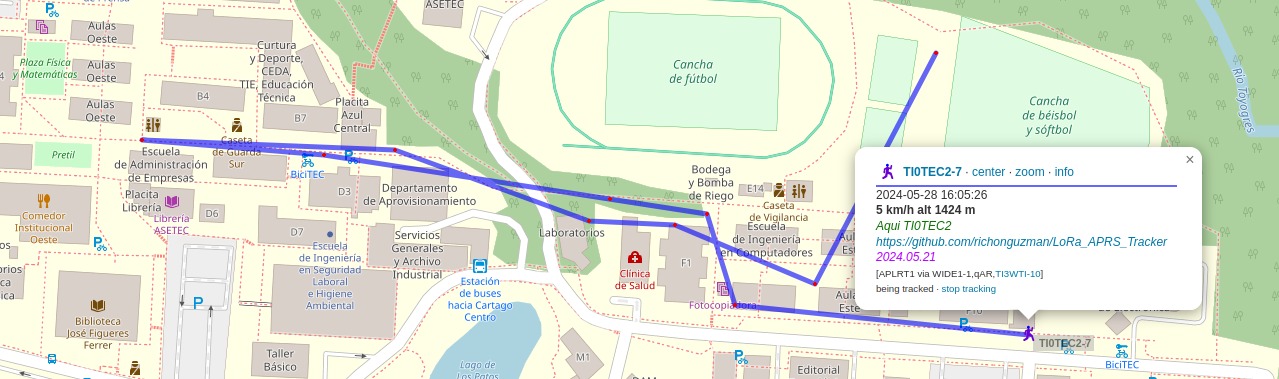 ASETEC
Aulas
Oeste
Plaza Física
y Matemáticas
Aulas
Oeste
Aulas
Oeste
Curtura
y Deporte,
CEDA,
TIE, Educación
Técnica
B4
B7
Placita
Azul
Central
Cancha
de fútbol
Cancha
de béisbol
y sóftbol
Río Toyogres
Pretil
Caseta
de Guarda
Sur
Escuela
de Administración
de Empresas
BiciTEC
Placita
Librería
Librería
ASETEC
D3
D6
D7
Departamento
de Aprovisionamiento
Comedor
Institucional
Oeste
Servicios
Generales
y Archivo
Industrial
Escuela
de Ingeniería
en Seguridad
Laboral
e Higiene
Ambiental
Laboratorios
Bodega
y Bomba
de Riego
E14
Caseta
de Vigilancia
Escuela
de Ingeniería
en Computadores
Clínica
de Salud
F1
Fotocopiadora
Estación
de buses
hacia Cartago
Centro
Biblioteca
José Figueres
Ferrer
P
Taller
Básico
Lago de
Los Patos
M1
Editorial
Este
BiciTEC
TI0TEC2-7
TI0TEC2-7 · center · zoom · info
×
2024-05-28 16:05:26
5 km/h alt 1424 m
Aqui TI0TEC2
https://github.com/richonguzman/LoRa_APRS_Tracker
2024.05.21
[APLRT1 via WIDE1-1,qAR,TI3WTI-10]
being tracked · stop tracking